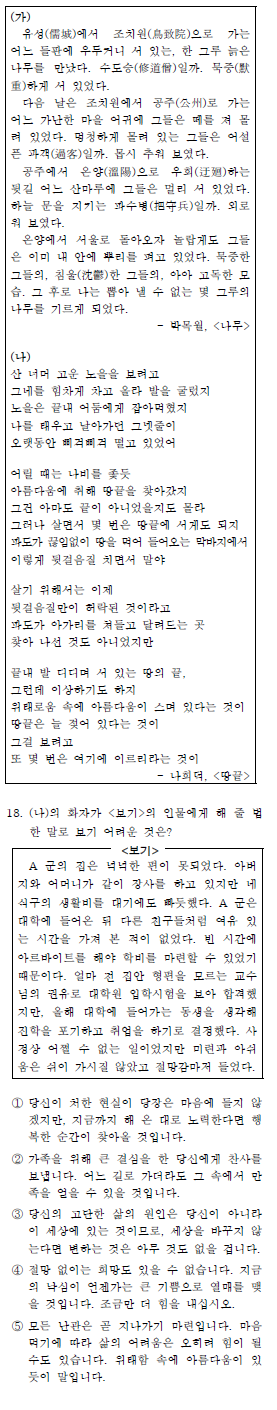 (가)
유성(儒城)에서 조치원(鳥致院)으로 가는
어느 들판에 우두커니 서 있는, 한 그루 늙은
나무를 만났다. 수도승(修道僧)일까. 묵중(默
重)하게 서 있었다.
다음 날은 조치원에서 공주(公州)로 가는
어느 가난한 마을 어귀에 그들은 떼를 져 몰
려 있었다. 멍청하게 몰려 있는 그들은 어설
픈 과객(過客)일까. 몹시 추워 보였다.
공주에서 온양(溫陽)으로 우회(迂廻)하는
뒷길 어느 산마루에 그들은 멀리 서 있었다.
하늘 문을 지키는 파수병(把守兵)일까. 외로
워 보였다.
온양에서 서울로 돌아오자 놀랍게도 그들
은 이미 내 안에 뿌리를 펴고 있었다. 묵중한
그들의, 침울(沈鬱)한 그들의, 아아 고독한 모
습. 그 후로 나는 뽑아 낼 수 없는 몇 그루의
나무를 기르게 되었다.
- 박목월, <나무>
(나)
산 너머 고운 노을을 보려고
그네를 힘차게 차고 올라 발을 굴렀지
노을은 끝내 어둠에게 잡아먹혔지
나를 태우고 날아가던 그넷줄이
오랫동안 삐걱삐걱 떨고 있었어
어릴 때는 나비를 좇듯
아름다움에 취해 땅끝을 찾아갔지
그건 아마도 끝이 아니었을지도 몰라
그러나 살면서 몇 번은 땅끝에 서게도 되지
파도가 끊임없이 땅을 먹어 들어오는 막바지에서
이렇게 뒷걸음질 치면서 말야
살기 위해서는 이제
뒷걸음질만이 허락된 것이라고
파도가 아가리를 쳐들고 달려드는 곳
찾아 나선 것도 아니었지만
끝내 발 디디며 서 있는 땅의 끝,
그런데 이상하기도 하지
위태로움 속에 아름다움이 스며 있다는 것이
땅끝은 늘 젖어 있다는 것이
그걸 보려고
또 몇 번은 여기에 이르리라는 것이
- 나희덕, <땅끝>
18. (나)의 화자가 <보기>의 인물에게 해 줄 법
한 말로 보기 어려운 것은?
<보기>
A 군의 집은 넉넉한 편이 못되었다. 아버
지와 어머니가 같이 장사를 하고 있지만 네
식구의 생활비를 대기에도 빠듯했다. A 군은
대학에 들어온 뒤 다른 친구들처럼 여유 있
는 시간을 가져 본 적이 없었다. 빈 시간에
아르바이트를 해야 학비를 마련할 수 있었기
때문이다. 얼마 전 집안 형편을 모르는 교수
님의 권유로 대학원 입학시험을 보아 합격했
지만, 올해 대학에 들어가는 동생을 생각해
진학을 포기하고 취업을 하기로 결정했다. 사
정상 어쩔 수 없는 일이었지만 미련과 아쉬
움은 쉬이 가시질 않았고 절망감마저 들었다.
① 당신이 처한 현실이 당장은 마음에 들지 않
겠지만, 지금까지 해 온 대로 노력한다면 행
복한 순간이 찾아올 것입니다.
② 가족을 위해 큰 결심을 한 당신에게 찬사를
보냅니다. 어느 길로 가더라도 그 속에서 만
족을 얻을 수 있을 것입니다.
③ 당신의 고단한 삶의 원인은 당신이 아니라
이 세상에 있는 것이므로, 세상을 바꾸지 않
는다면 변하는 것은 아무 것도 없을 겁니다.
④ 절망 없이는 희망도 있을 수 없습니다. 지금
의 낙심이 언젠가는 큰 기쁨으로 열매를 맺
을 것입니다. 조금만 더 힘을 내십시오.
⑤ 모든 난관은 곧 지나가기 마련입니다. 마음
먹기에 따라 삶의 어려움은 오히려 힘이 될
수도 있습니다. 위태함 속에 아름다움이 있
듯이 말입니다.